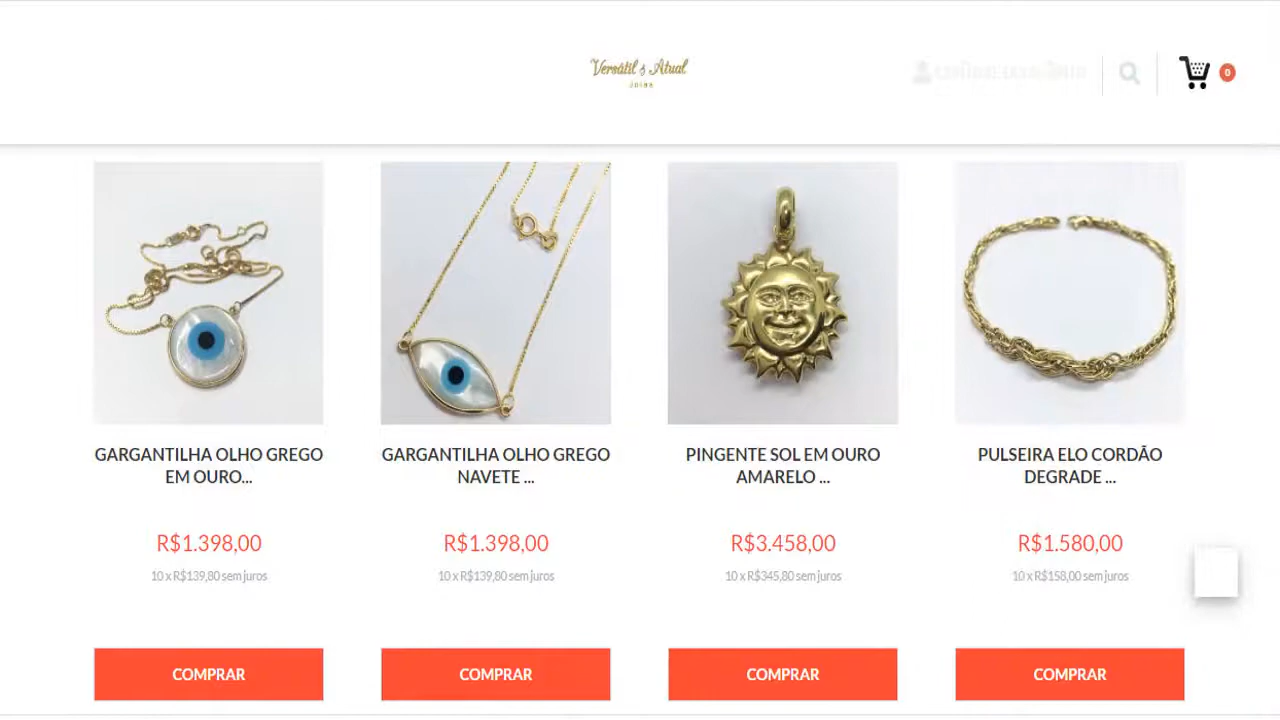 Versátil & Atual
JOIAS
0
GARGANTILHA OLHO GREGO
EM OURO...
GARGANTILHA OLHO GREGO
NAVETE ...
PINGENTE SOL EM OURO
AMARELO ...
PULSEIRA ELO CORDÃO
DEGRADE ...
R$1.398,00
R$1.398,00
R$3.458,00
R$1.580,00
10 x R$139,80 sem juros
10 x R$139,80 sem juros
10 x R$345,80 sem juros
10 x R$158,00 sem juros
COMPRAR
COMPRAR
COMPRAR
COMPRAR